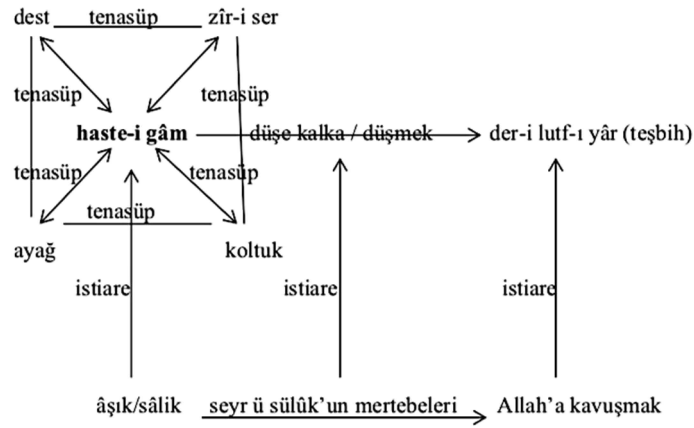 dest tenasüp zîr-i ser
tenasüp tenasüp
haste-i gâm düşe kalka / düşmek der-i lutf-ı yâr (teşbih)
tenasüp tenasüp
tenasüp
ayağ koltuk
istiare istiare istiare
âşık/sâlik seyr ü sülûk’un mertebeleri Allah’a kavuşmak